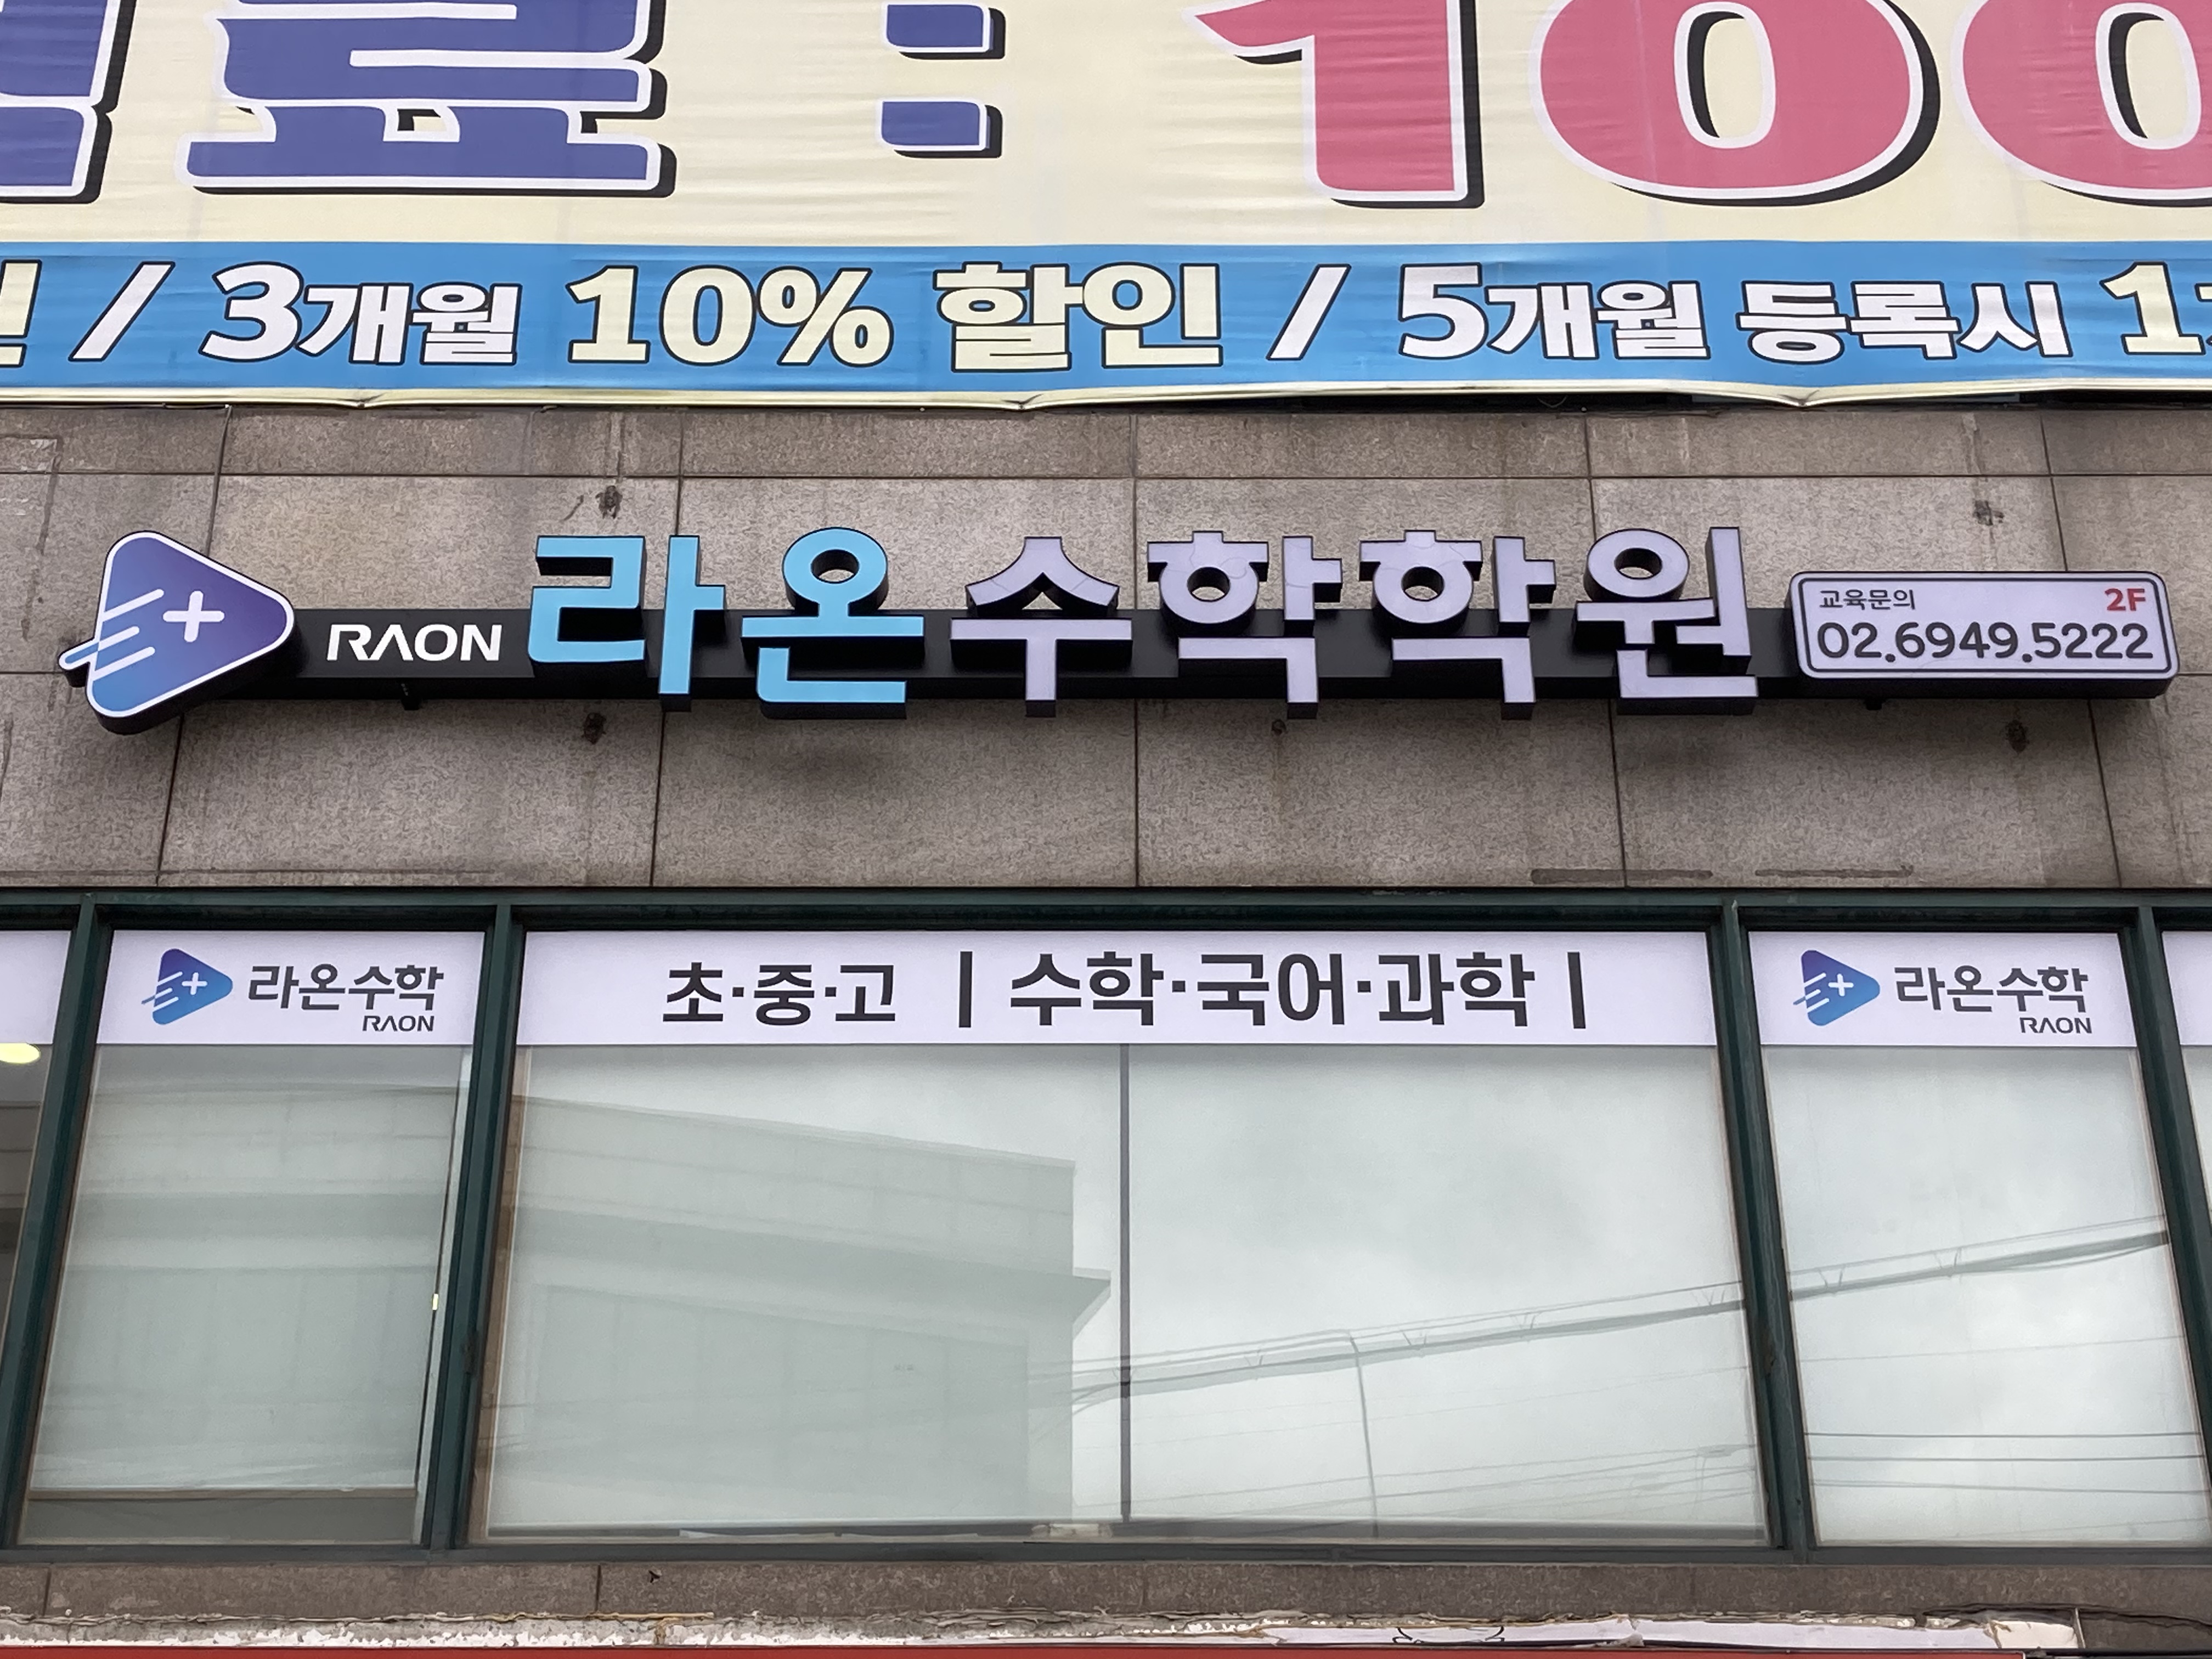 료 : 100
/ 3개월 10% 할인 / 5개월 등록시
RAON 라온수학학원
교육문의 2F
02.6949.5222
라온수학
RAON
초·중·고 | 수학·국어·과학 |
라온수학
RAON